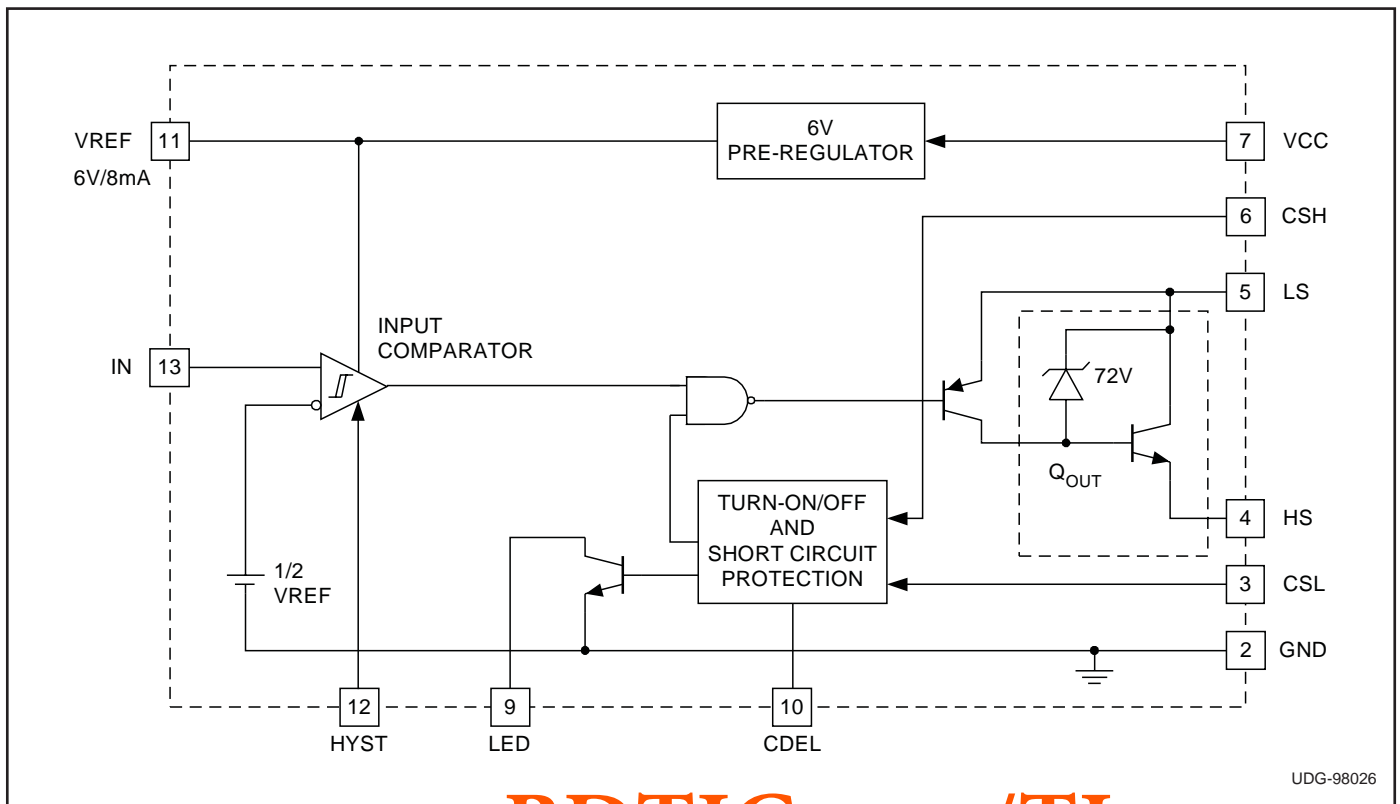 VREF 11
6V/8mA
6V
PRE-REGULATOR
7 VCC
6 CSH
5 LS
INPUT
COMPARATOR
IN 13
72V
QOUT
TURN-ON/OFF
AND
SHORT CIRCUIT
PROTECTION
4 HS
3 CSL
1/2
VREF
2 GND
12
HYST
9
LED
10
CDEL
UDG-98026